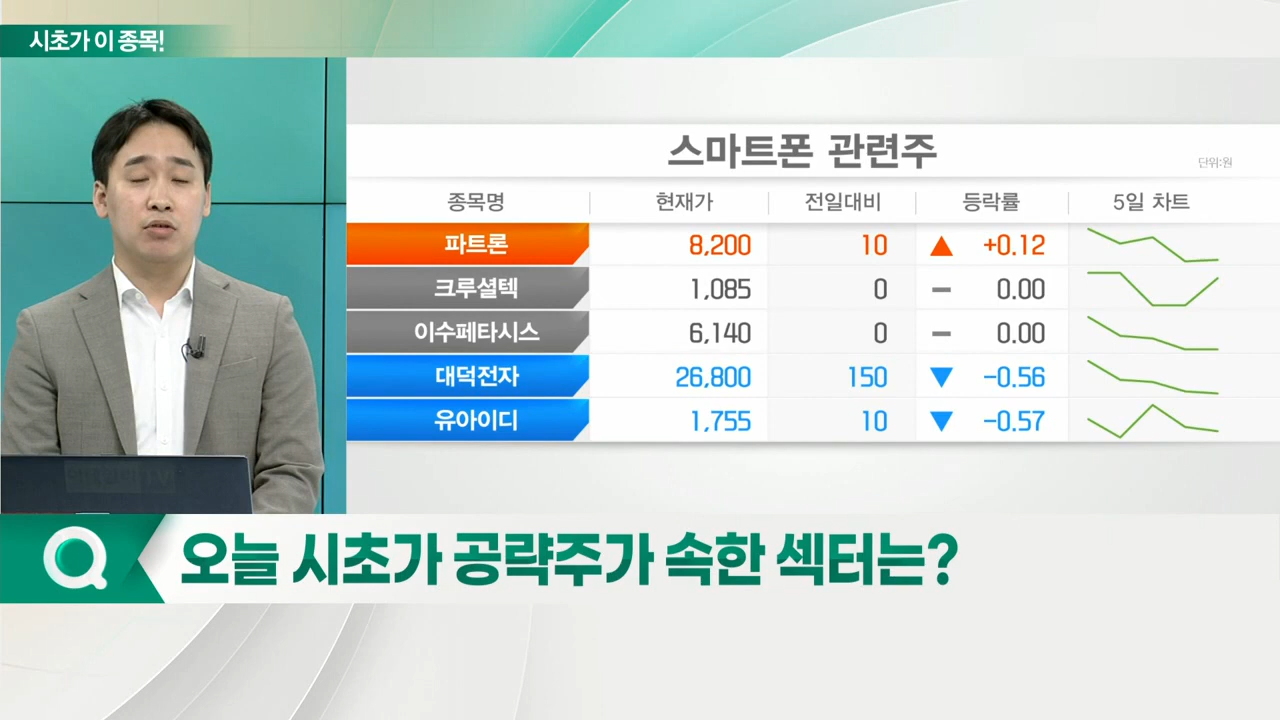 시초가 이 종목!
스마트폰 관련주
단위:원
종목명 현재가 전일대비 등락률 5일 차트
파트론 8,200 10 ▲ +0.12
크루셜텍 1,085 0 - 0.00
이수페타시스 6,140 0 - 0.00
대덕전자 26,800 150 ▼ -0.56
유아이디 1,755 10 ▼ -0.57
Q 오늘 시초가 공략주가 속한 섹터는?